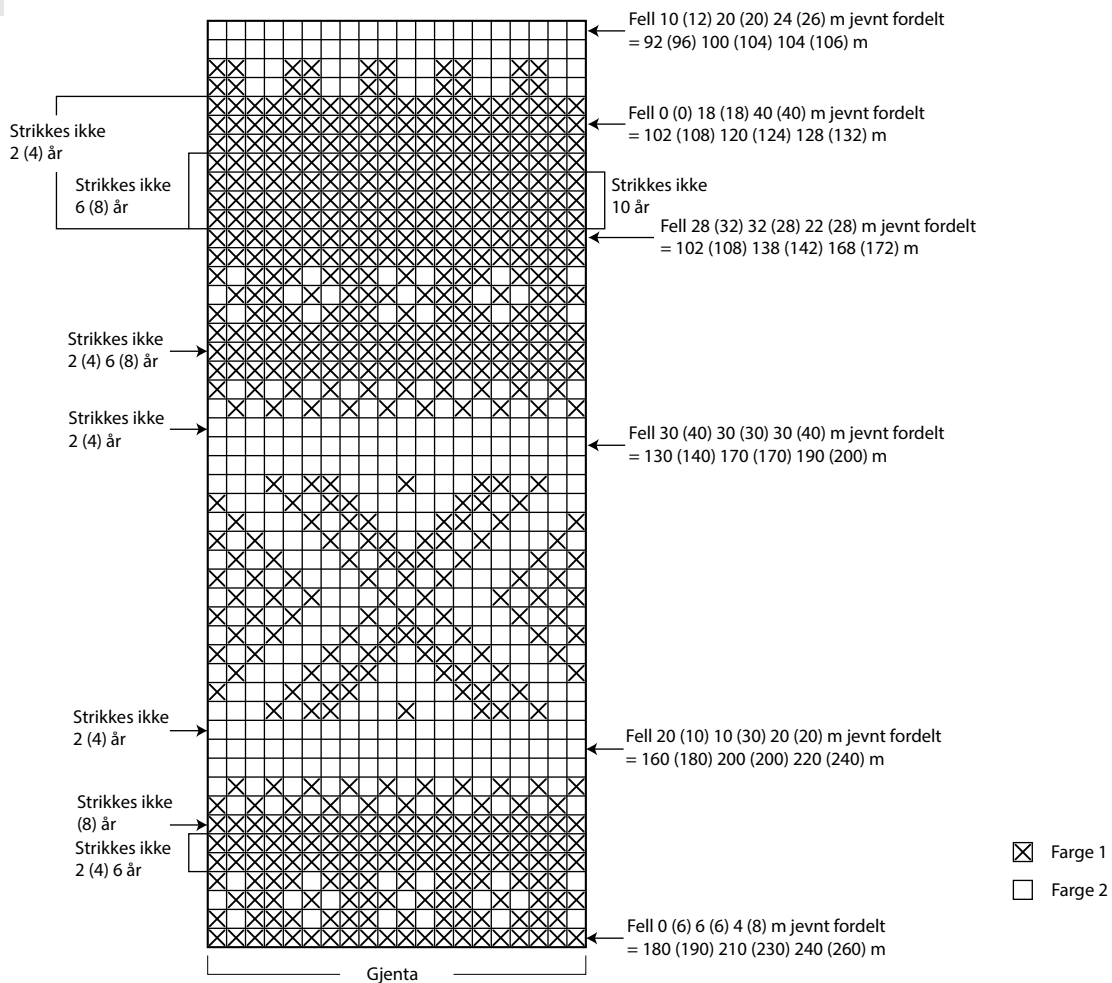 Fell 10 (12) 20 (20) 24 (26) m jevnt fordelt
= 92 (96) 100 (104) 104 (106) m
Strikkes ikke
2 (4) år
Fell 0 (0) 18 (18) 40 (40) m jevnt fordelt
= 102 (108) 120 (124) 128 (132) m
Strikkes ikke
6 (8) år
Strikkes ikke
10 år
Fell 28 (32) 32 (28) 22 (28) m jevnt fordelt
= 102 (108) 138 (142) 168 (172) m
Strikkes ikke
2 (4) 6 (8) år
Strikkes ikke
2 (4) år
Fell 30 (40) 30 (30) 30 (40) m jevnt fordelt
= 130 (140) 170 (170) 190 (200) m
Strikkes ikke
2 (4) år
Fell 20 (10) 10 (30) 20 (20) m jevnt fordelt
= 160 (180) 200 (200) 220 (240) m
Strikkes ikke
(8) år
Strikkes ikke
2 (4) 6 år
Farge 1
Farge 2
Fell 0 (6) 6 (6) 4 (8) m jevnt fordelt
= 180 (190) 210 (230) 240 (260) m
Gjenta